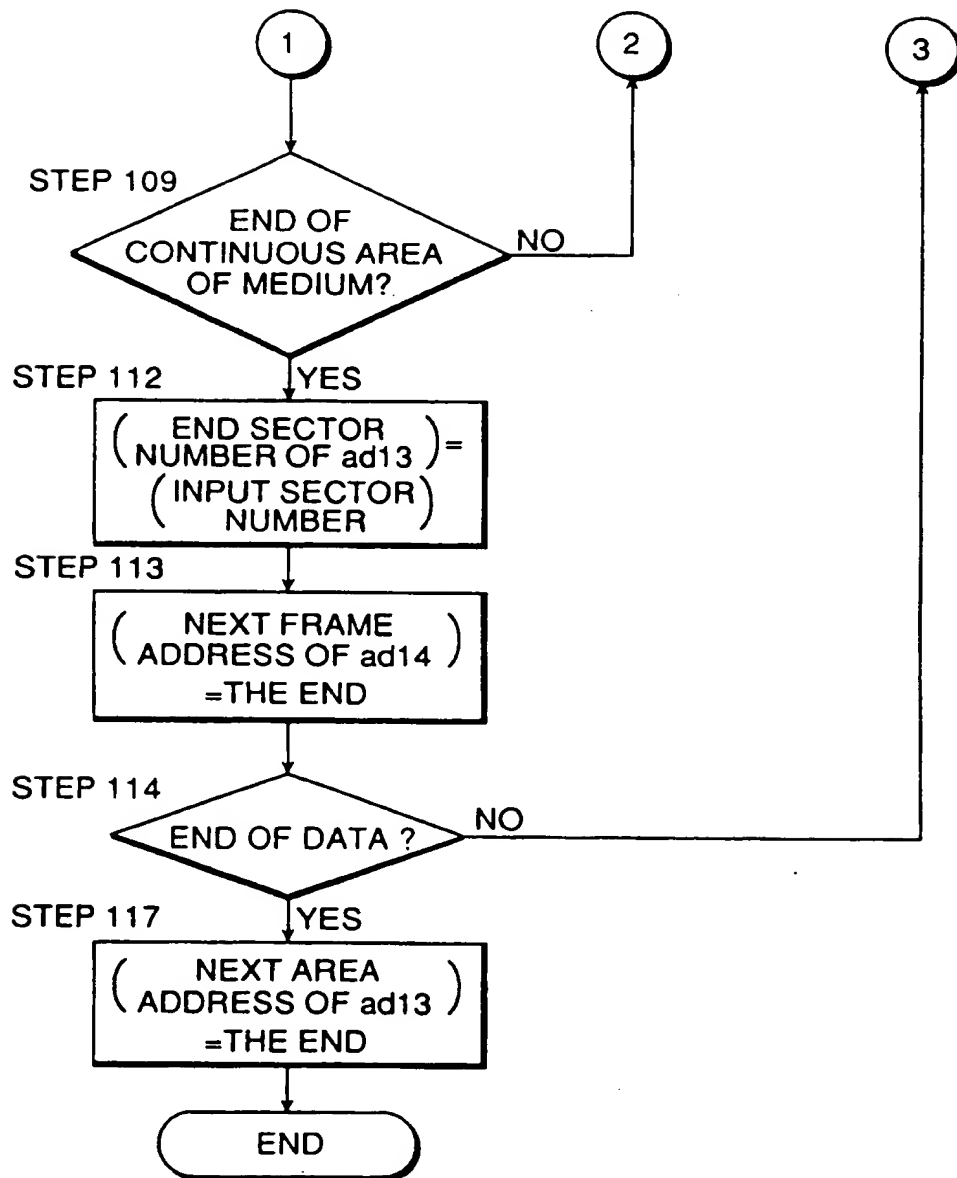 1
2
3
STEP 109
END OF
CONTINUOUS AREA
OF MEDIUM?
NO
YES
STEP 112
( END SECTOR
NUMBER OF ad13 ) =
( INPUT SECTOR
NUMBER )
STEP 113
( NEXT FRAME
ADDRESS OF ad14 )
=THE END
STEP 114
END OF DATA ?
NO
YES
STEP 117
( NEXT AREA
ADDRESS OF ad13 )
=THE END
END